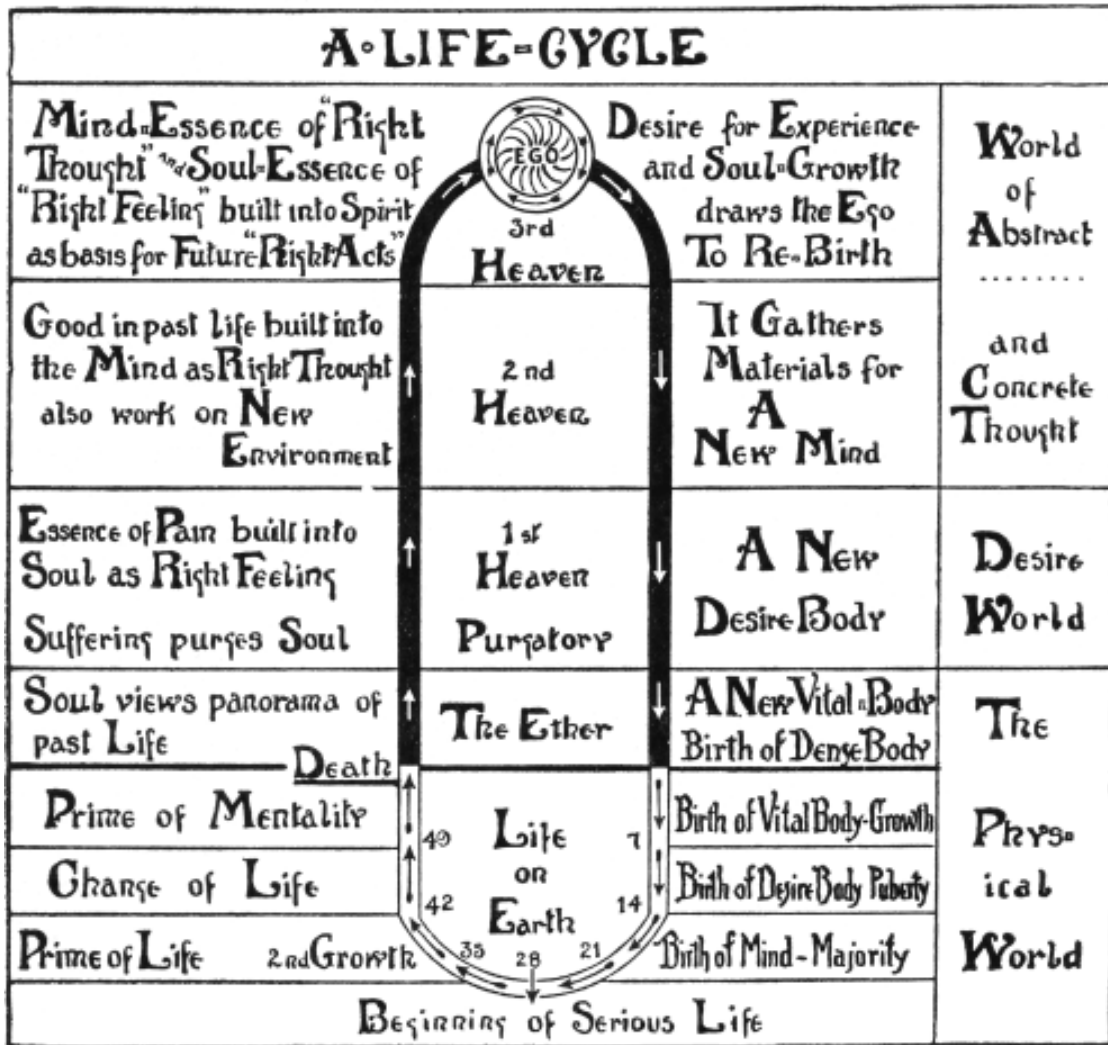 A LIFE-CYCLE
Mind-Essence of "Right
Thought" and Soul-Essence of
"Right Feeling" built into Spirit
as basis for Future "Right Acts"
EGO
3rd
Heaven
Desire for Experience
and Soul-Growth
draws the Ego
To Re-Birth
World
of
Abstract
........
and
Concrete
Thought
Good in past life built into
the Mind as Right Thought
also work on New
Environment
2nd
Heaven
It Gathers
Materials for
A
New Mind
Essence of Pain built into
Soul as Right Feeling
Suffering purges Soul
1st
Heaven
Purgatory
A New
Desire Body
Desire
World
Soul views panorama of
past Life
Death
The Ether
A New Vital-Body
Birth of Dense Body
The
Phys-
ical
World
Prime of Mentality
49
Life
on
Earth
7
Birth of Vital Body-Growth
Change of Life
42
14
Birth of Desire Body Puberty
Prime of Life 2nd Growth
35
28
21
Birth of Mind-Majority
Beginning of Serious Life